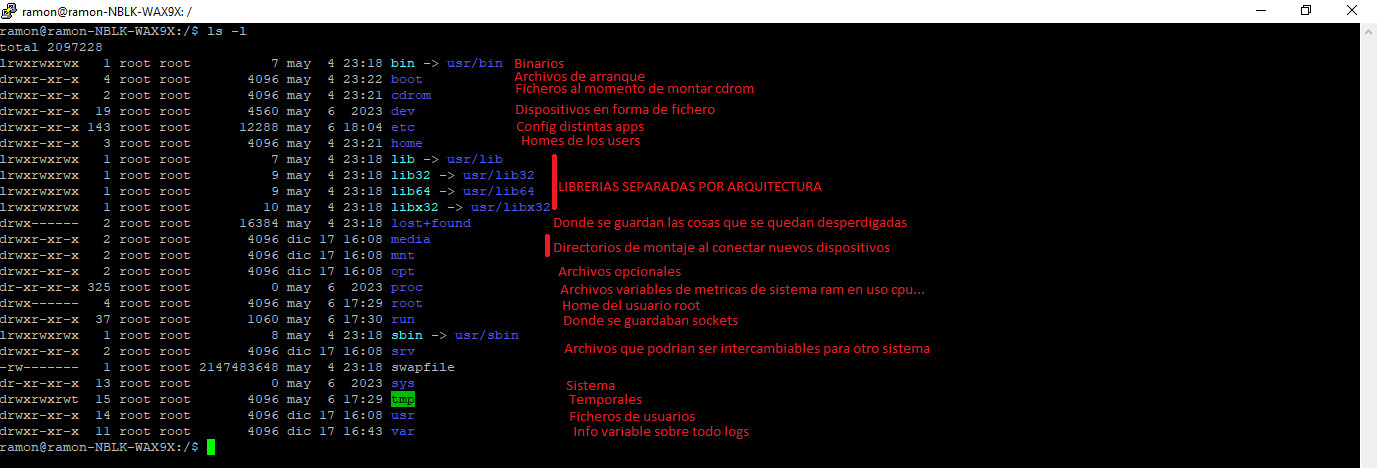 ramon@ramon-NBLK-WAX9X: /
ramon@ramon-NBLK-WAX9X:/$ ls -l
total 2097228
lrwxrwxrwx   1 root root          7 may  4 23:18 bin -> usr/bin Binarios
drwxr-xr-x   4 root root       4096 may  4 23:22 boot Archivos de arranque
drwxr-xr-x   2 root root       4096 may  4 23:21 cdrom Ficheros al momento de montar cdrom
drwxr-xr-x  19 root root       4560 may  6  2023 dev Dispositivos en forma de fichero
drwxr-xr-x 143 root root      12288 may  6 18:04 etc Config distintas apps
drwxr-xr-x   3 root root       4096 may  4 23:21 home Homes de los users
lrwxrwxrwx   1 root root          7 may  4 23:18 lib -> usr/lib
lrwxrwxrwx   1 root root          9 may  4 23:18 lib32 -> usr/lib32
lrwxrwxrwx   1 root root          9 may  4 23:18 lib64 -> usr/lib64 LIBRERIAS SEPARADAS POR ARQUITECTURA
lrwxrwxrwx   1 root root         10 may  4 23:18 libx32 -> usr/libx32
drwx------   2 root root      16384 may  4 23:18 lost+found Donde se guardan las cosas que se quedan desperdigadas
drwxr-xr-x   2 root root       4096 dic 17 16:08 media Directorios de montaje al conectar nuevos dispositivos
drwxr-xr-x   2 root root       4096 dic 17 16:08 mnt
drwxr-xr-x   2 root root       4096 dic 17 16:08 opt Archivos opcionales
dr-xr-xr-x 325 root root          0 may  6  2023 proc Archivos variables de metricas de sistema ram en uso cpu...
drwx------   4 root root       4096 may  6 17:29 root Home del usuario root
drwxr-xr-x  37 root root       1060 may  6 17:30 run Donde se guardaban sockets
lrwxrwxrwx   1 root root          8 may  4 23:18 sbin -> usr/sbin
drwxr-xr-x   2 root root       4096 dic 17 16:08 srv Archivos que podrian ser intercambiables para otro sistema
-rw-------   1 root root 2147483648 may  4 23:18 swapfile
dr-xr-xr-x  13 root root          0 may  6  2023 sys Sistema
drwxrwxrwt  15 root root       4096 may  6 17:29 tmp Temporales
drwxr-xr-x  14 root root       4096 dic 17 16:08 usr Ficheros de usuarios
drwxr-xr-x  11 root root       4096 dic 17 16:43 var Info variable sobre todo logs
ramon@ramon-NBLK-WAX9X:/$